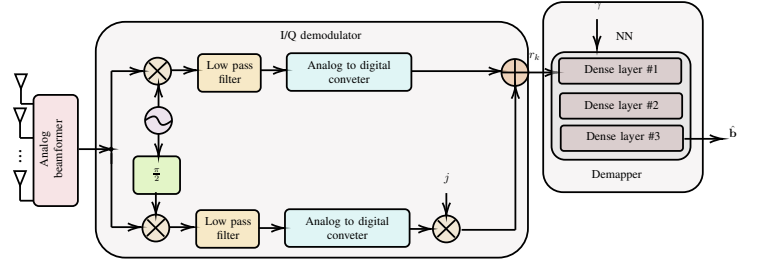 I/Q demodulator
Low pass
filter
Analog to digital
conveter
r_k
γ
NN
Dense layer #1
Dense layer #2
Dense layer #3
b̂
Demapper
Analog
beamformer
...
π/2
j
Low pass
filter
Analog to digital
conveter